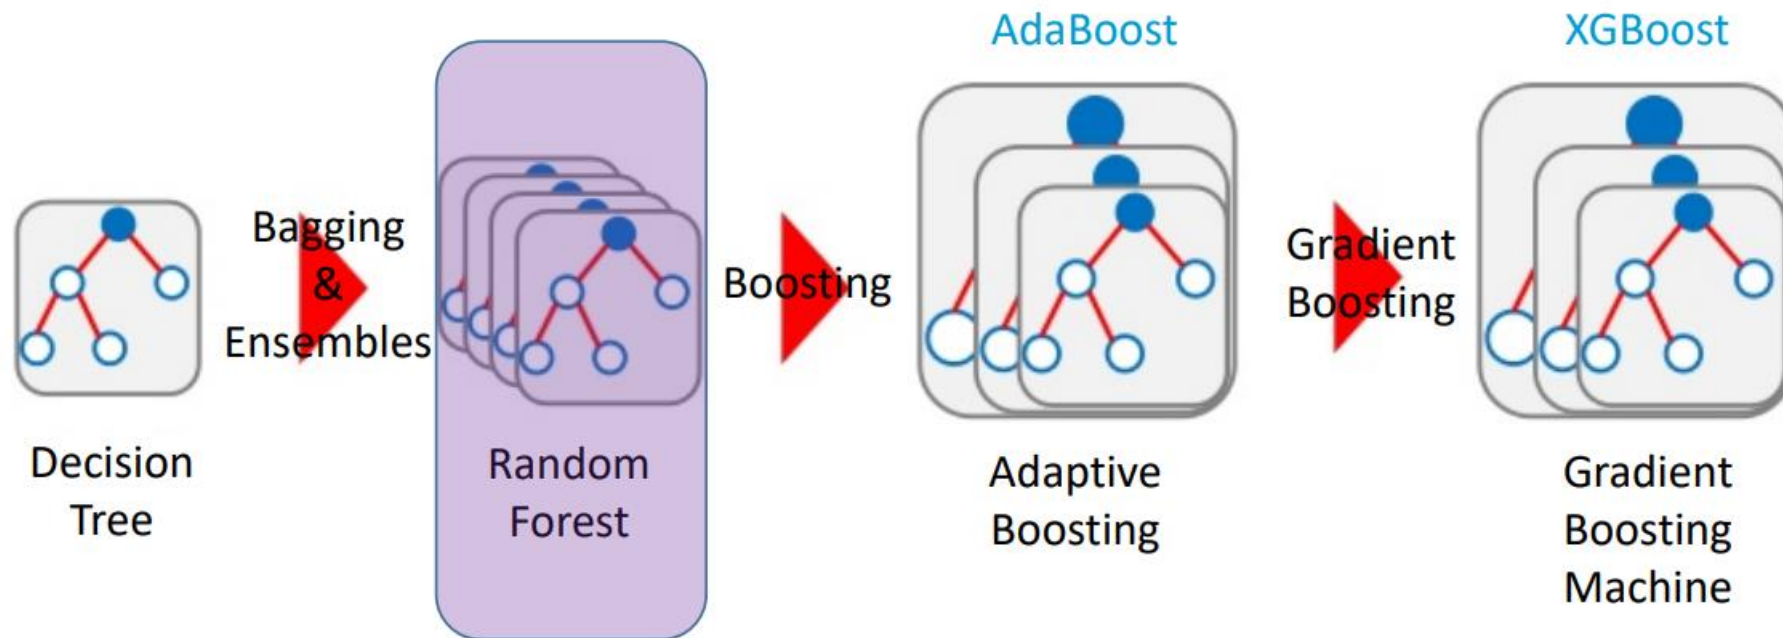 AdaBoost
XGBoost
Bagging
&
Ensembles
Boosting
Gradient
Boosting
Decision
Tree
Random
Forest
Adaptive
Boosting
Gradient
Boosting
Machine